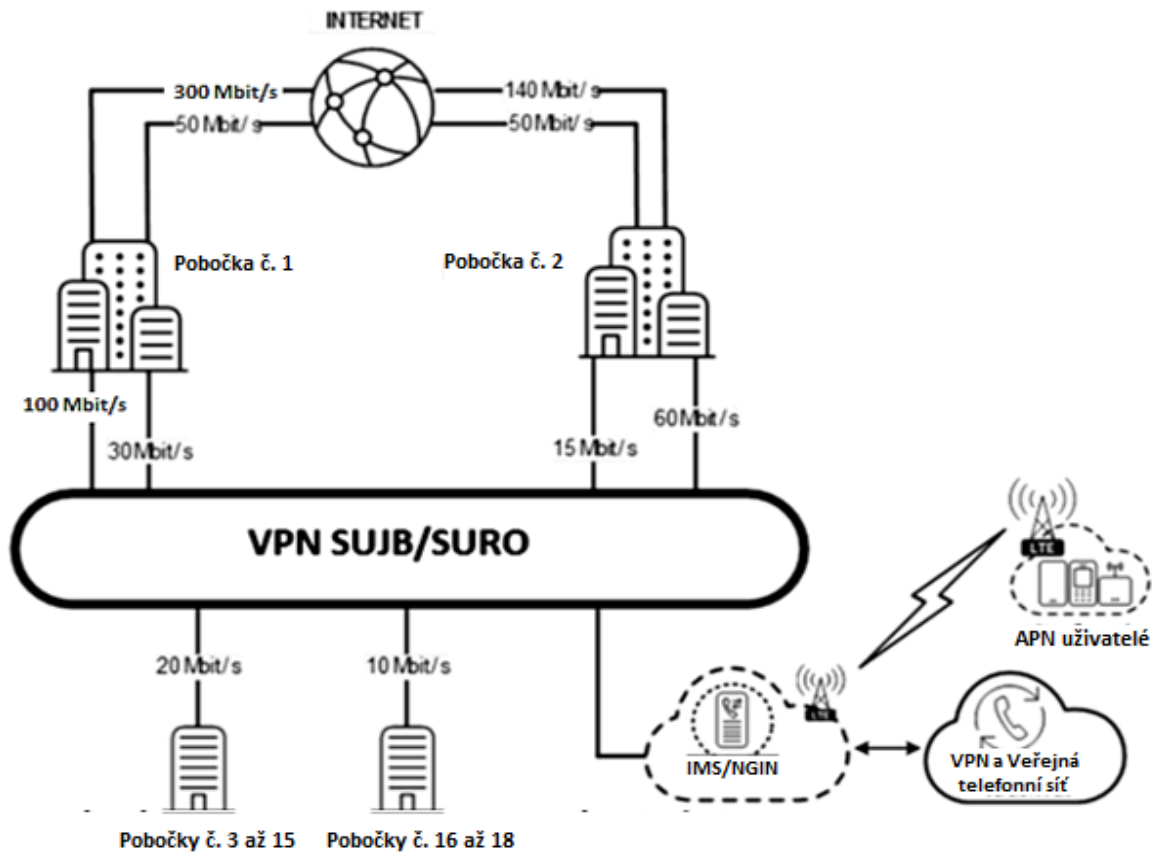 INTERNET
300 Mbit/s
140 Mbit/s
50 Mbit/s
50 Mbit/s
Pobočka č. 1
Pobočka č. 2
100 Mbit/s
60 Mbit/s
30 Mbit/s
15 Mbit/s
VPN SUJB/SURO
LTE
APN uživatelé
20 Mbit/s
10 Mbit/s
LTE
IMS/NGIN
VPN a Veřejná
telefonní síť
Pobočky č. 3 až 15
Pobočky č. 16 až 18